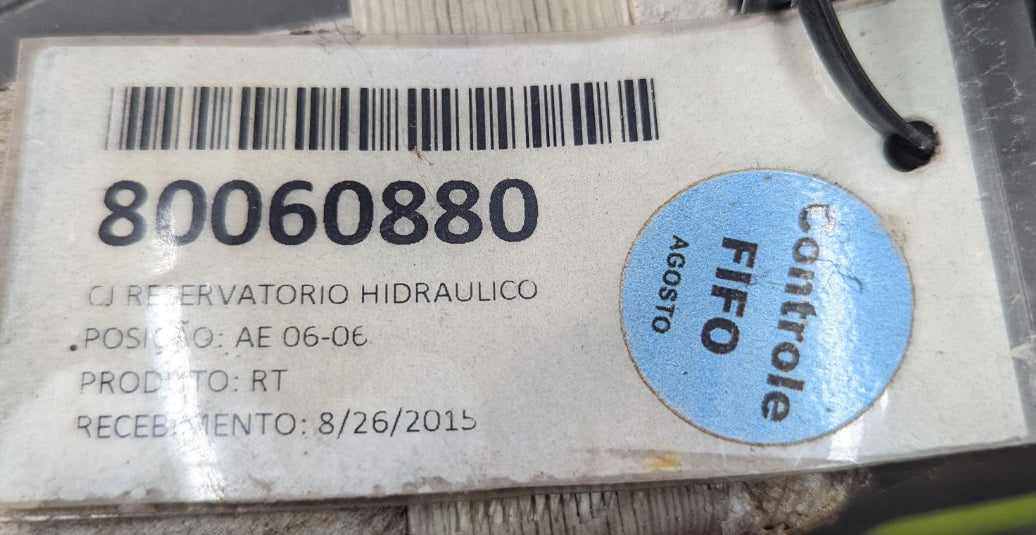 80060880
CJ RESERVATORIO HIDRAULICO
POSIÇÃO: AE 06-06
PRODUTO: RT
RECEBIMENTO: 8/26/2015
Controle
FIFO
AGOSTO